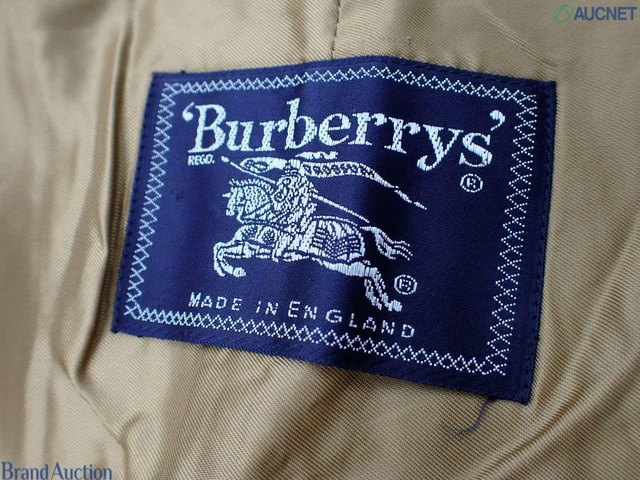 AUCNET
'Burberrys'
REGD. ®
®
MADE IN ENGLAND
Brand Auction